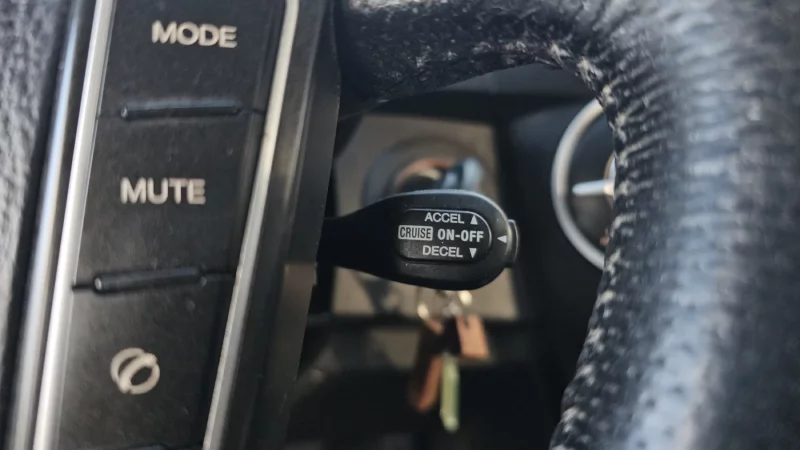 MODE
MUTE
ACCEL ▲
CRUISE ON-OFF ◀
DECEL ▼